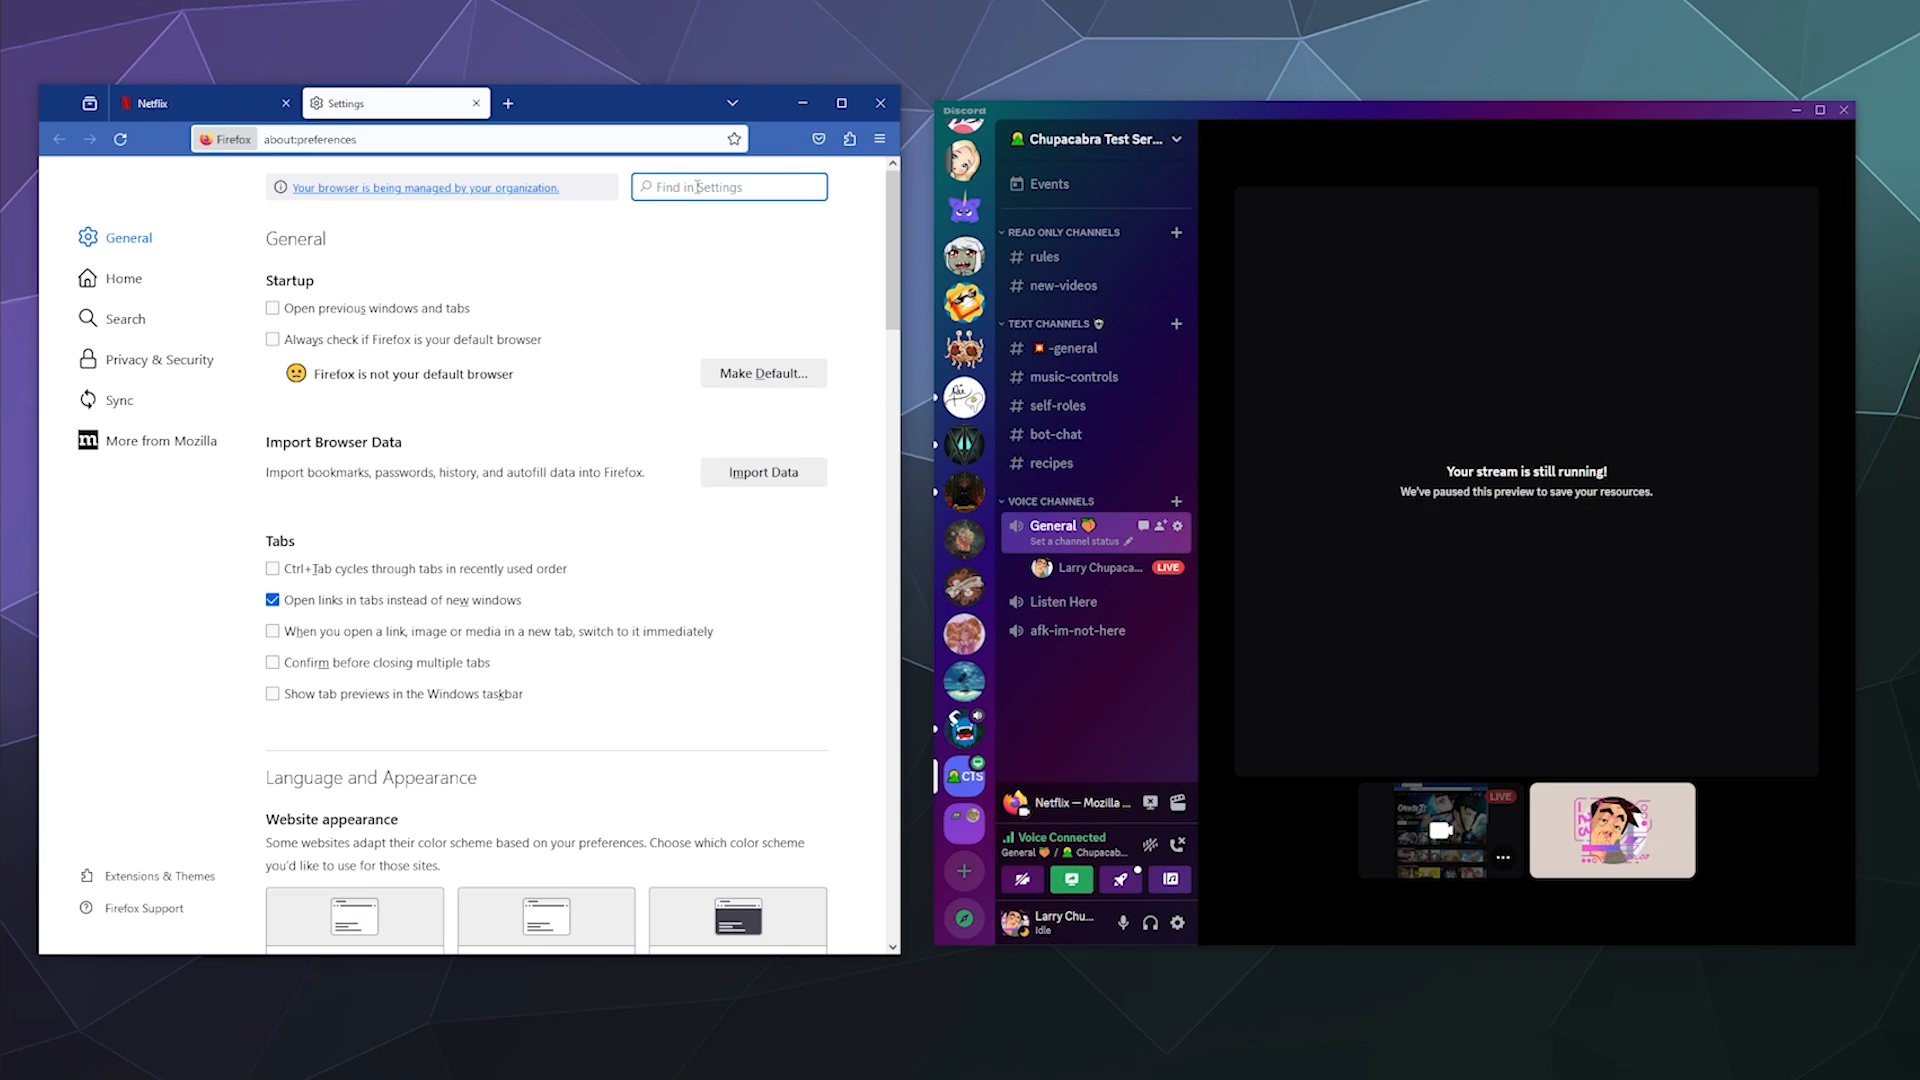 Netflix
Settings
Firefox
about:preferences
Your browser is being managed by your organization.
Find in Settings
General
Home
Search
Privacy & Security
Sync
More from Mozilla
Extensions & Themes
Firefox Support
General
Startup
Open previous windows and tabs
Always check if Firefox is your default browser
Firefox is not your default browser
Make Default...
Import Browser Data
Import bookmarks, passwords, history, and autofill data into Firefox.
Import Data
Tabs
Ctrl+Tab cycles through tabs in recently used order
Open links in tabs instead of new windows
When you open a link, image or media in a new tab, switch to it immediately
Confirm before closing multiple tabs
Show tab previews in the Windows taskbar
Language and Appearance
Website appearance
Some websites adapt their color scheme based on your preferences. Choose which color scheme
you'd like to use for those sites.
Discord
CTS
Chupacabra Test Ser...
Events
READ ONLY CHANNELS
# rules
# new-videos
TEXT CHANNELS
# 💥-general
# music-controls
# self-roles
# bot-chat
# recipes
VOICE CHANNELS
General 🍑
Set a channel status
Larry Chupaca... LIVE
Listen Here
afk-im-not-here
Netflix — Mozilla ...
Voice Connected
General 🍑 / Chupacab...
Larry Chu...
Idle
Your stream is still running!
We've paused this preview to save your resources.
LIVE